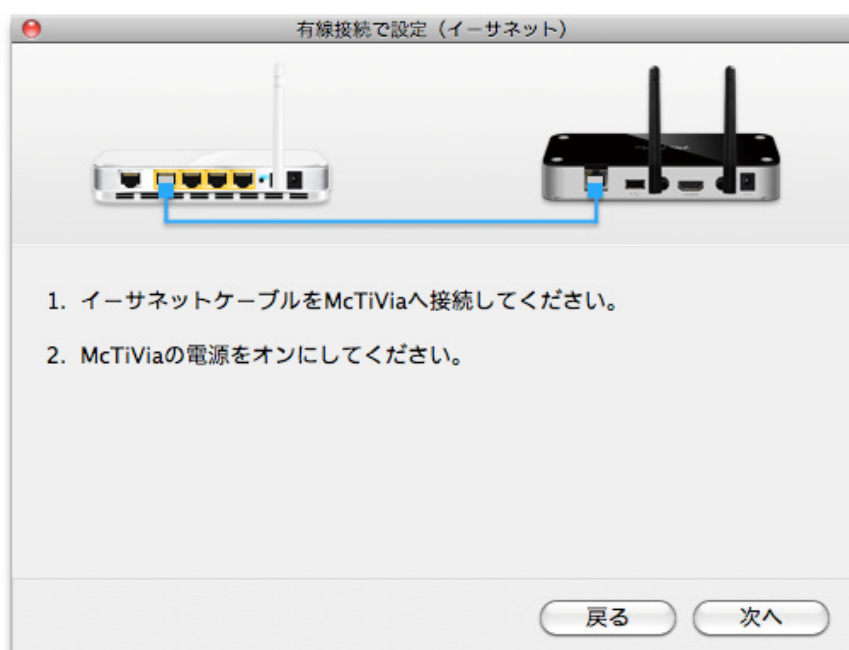 有線接続で設定（イーサネット）
1. イーサネットケーブルをMcTiViaへ接続してください。
2. McTiViaの電源をオンにしてください。
戻る
次へ